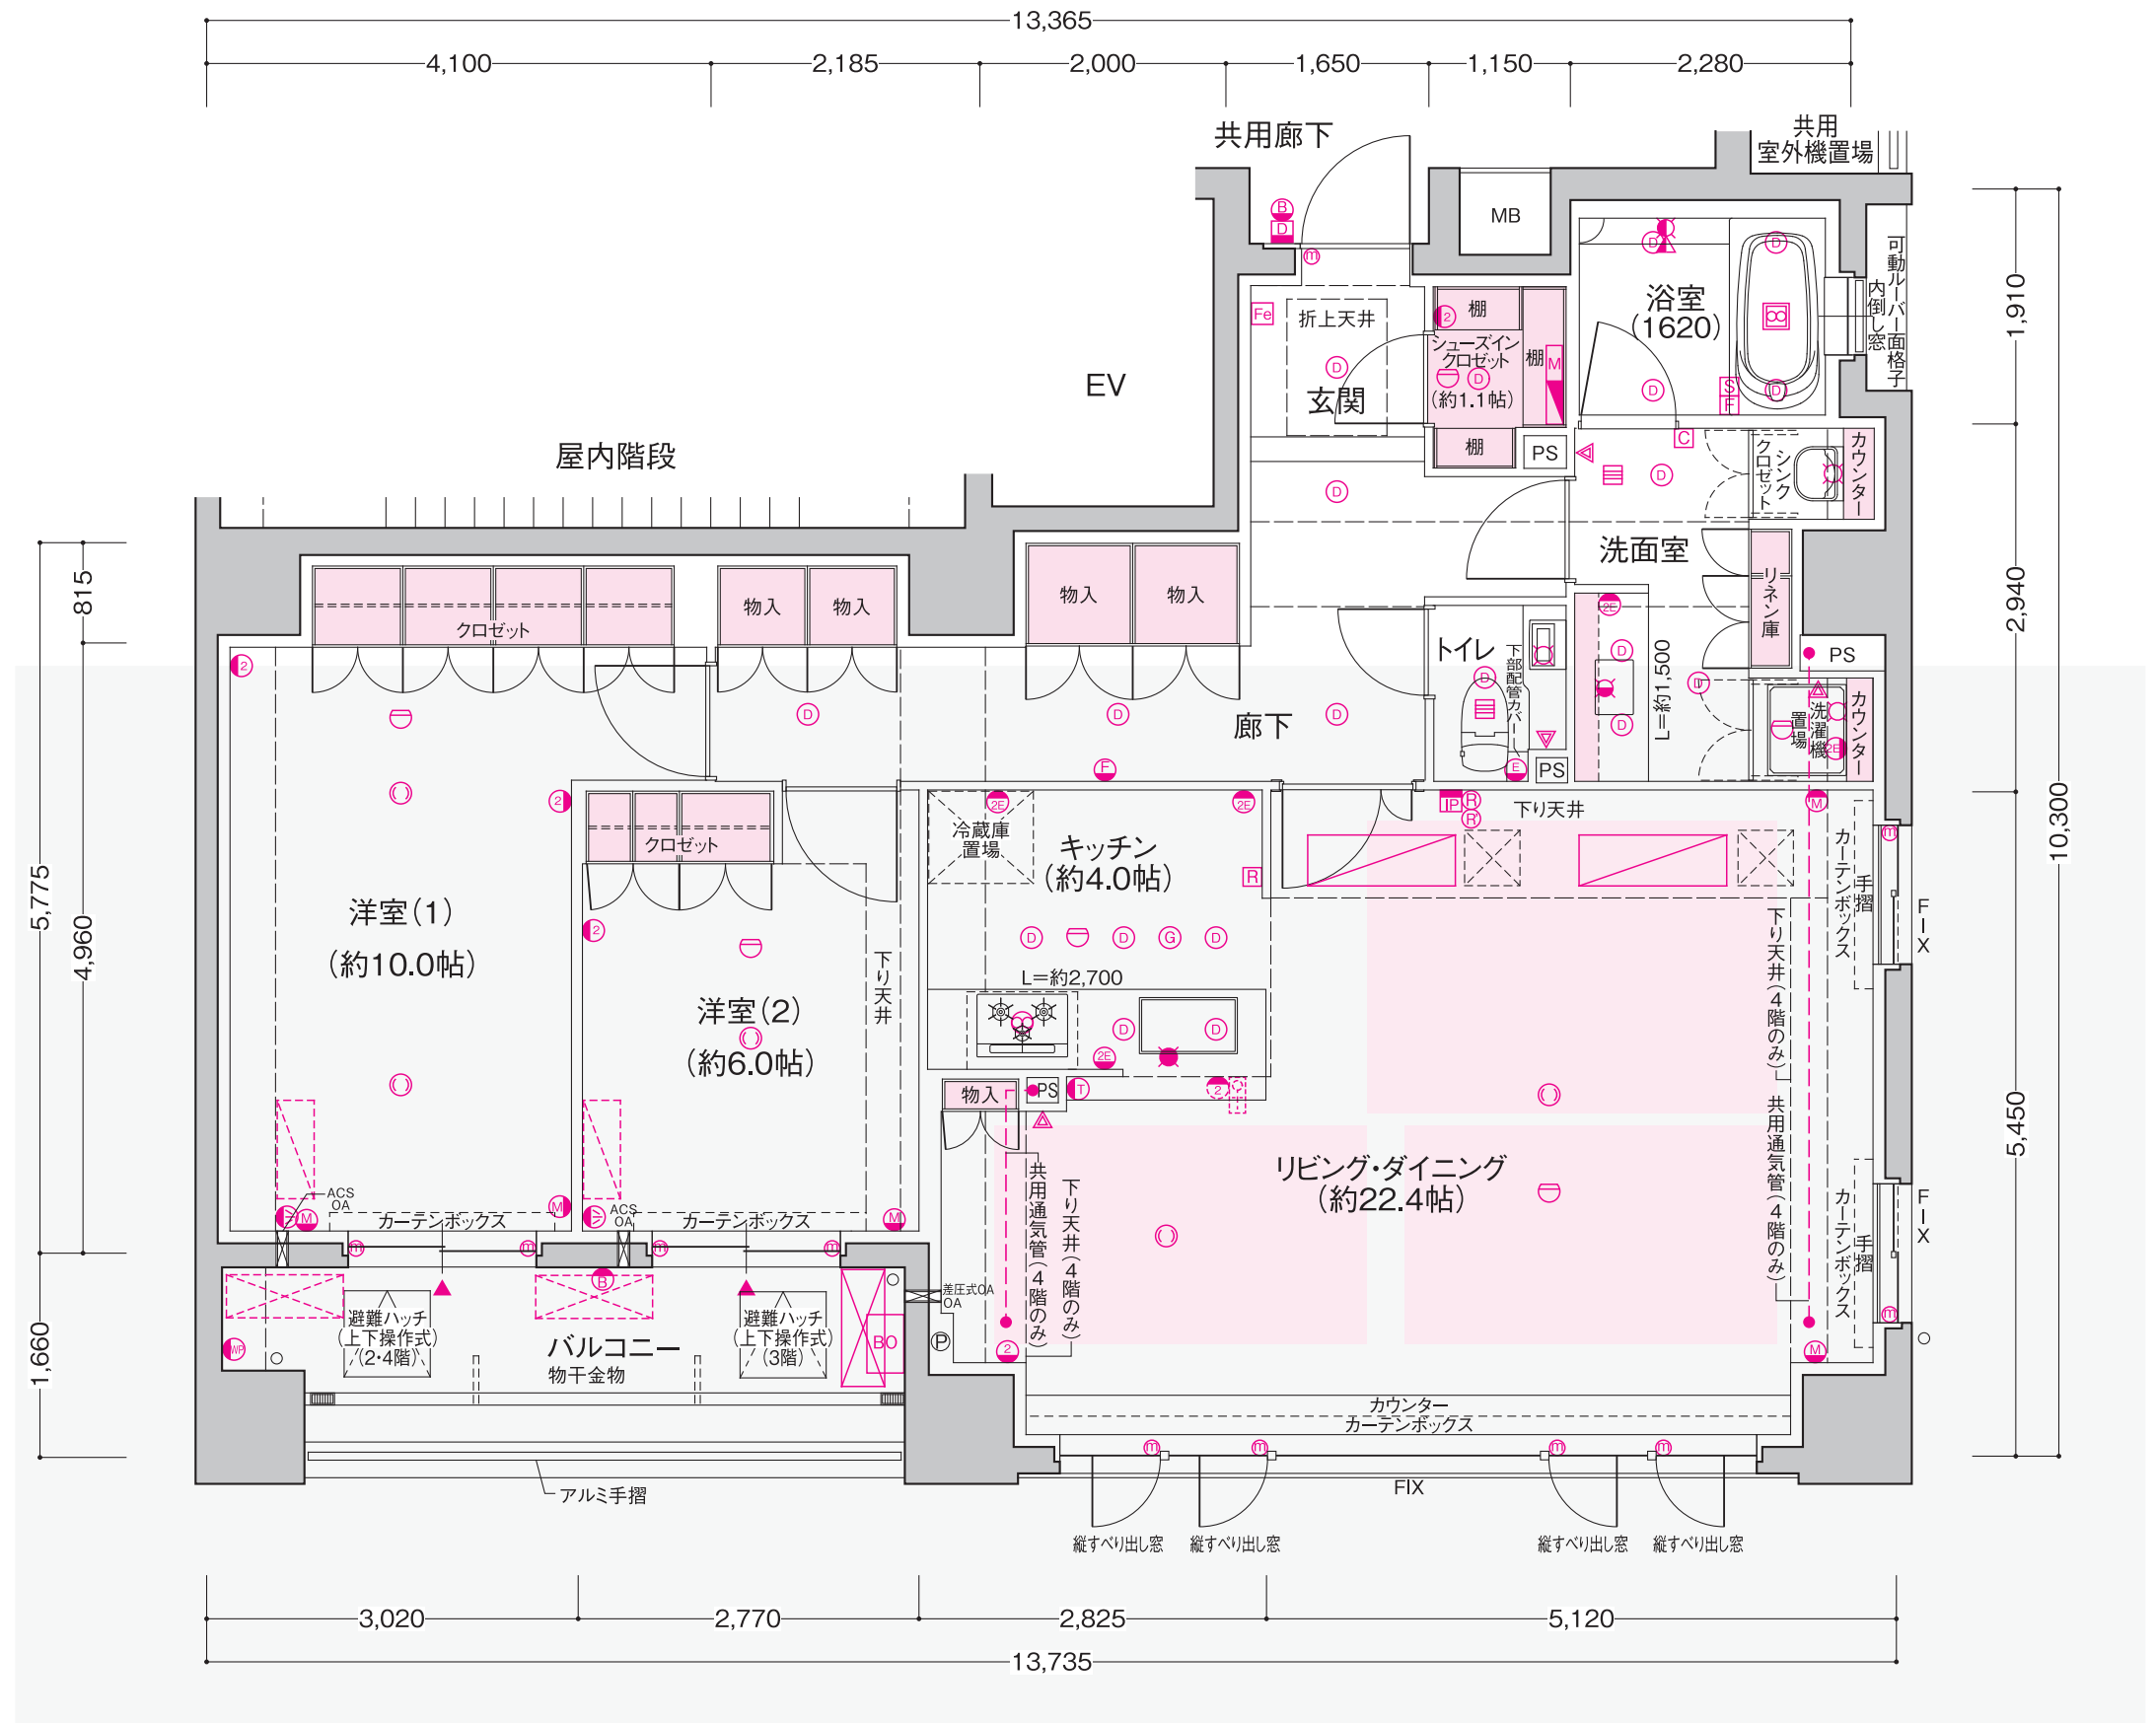 13,365
4,100
2,185
2,000
1,650
1,150
2,280
共用廊下
共用
室外機置場
MB
B
D
m
Fe
折上天井
D
玄関
2
棚
シューズイン
クロゼット
棚
M
D
(約1.1帖)
棚
PS
浴室
(1620)
D
D
D
D
S
F
可動ルーバー面格子
内倒し窓
1,910
EV
屋内階段
C
D
D
シンク
クロゼット
カウンター
洗面室
リネン庫
2E
815
2,940
物入
物入
物入
物入
クロゼット
2
トイレ
D
下部配管カバー
D
L=約1,500
D
D
PS
洗濯機
置場
2E
カウンター
D
D
D
廊下
F
E
PS
10,300
5,775
4,960
2
クロゼット
2E
冷蔵庫
置場
2E
キッチン
(約4.0帖)
R
IP
R
R
下り天井
M
m
カーテンボックス
手摺
FIX
洋室(1)
(約10.0帖)
2
下り天井
D
D
G
D
L=約2,700
下り天井(4階のみ)
洋室(2)
(約6.0帖)
D
D
2E
物入
PS
T
2
共用通気管(4階のみ)
5,450
リビング・ダイニング
(約22.4帖)
共用通気管(4階のみ)
下り天井(4階のみ)
カーテンボックス
手摺
FIX
ACS
OA
M
M
カーテンボックス
ACS
OA
カーテンボックス
M
m
m
m
m
m
B
差圧式OA
OA
避難ハッチ
(上下操作式)
(2・4階)
バルコニー
物干金物
避難ハッチ
(上下操作式)
(3階)
BO
WP
P
2
M
1,660
カウンター
カーテンボックス
m
m
m
m
アルミ手摺
FIX
縦すべり出し窓
縦すべり出し窓
縦すべり出し窓
縦すべり出し窓
3,020
2,770
2,825
5,120
13,735